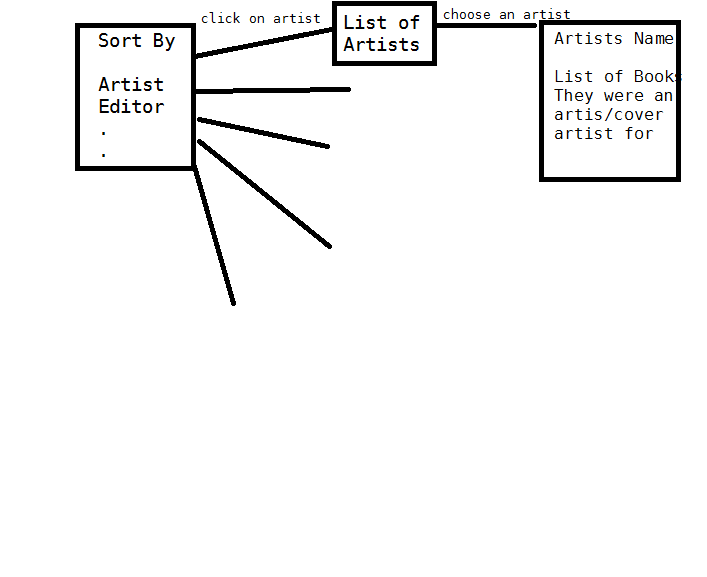 Sort By
Artist
Editor
.
.
click on artist
List of
Artists
choose an artist
Artists Name
List of Books
They were an
artis/cover
artist for